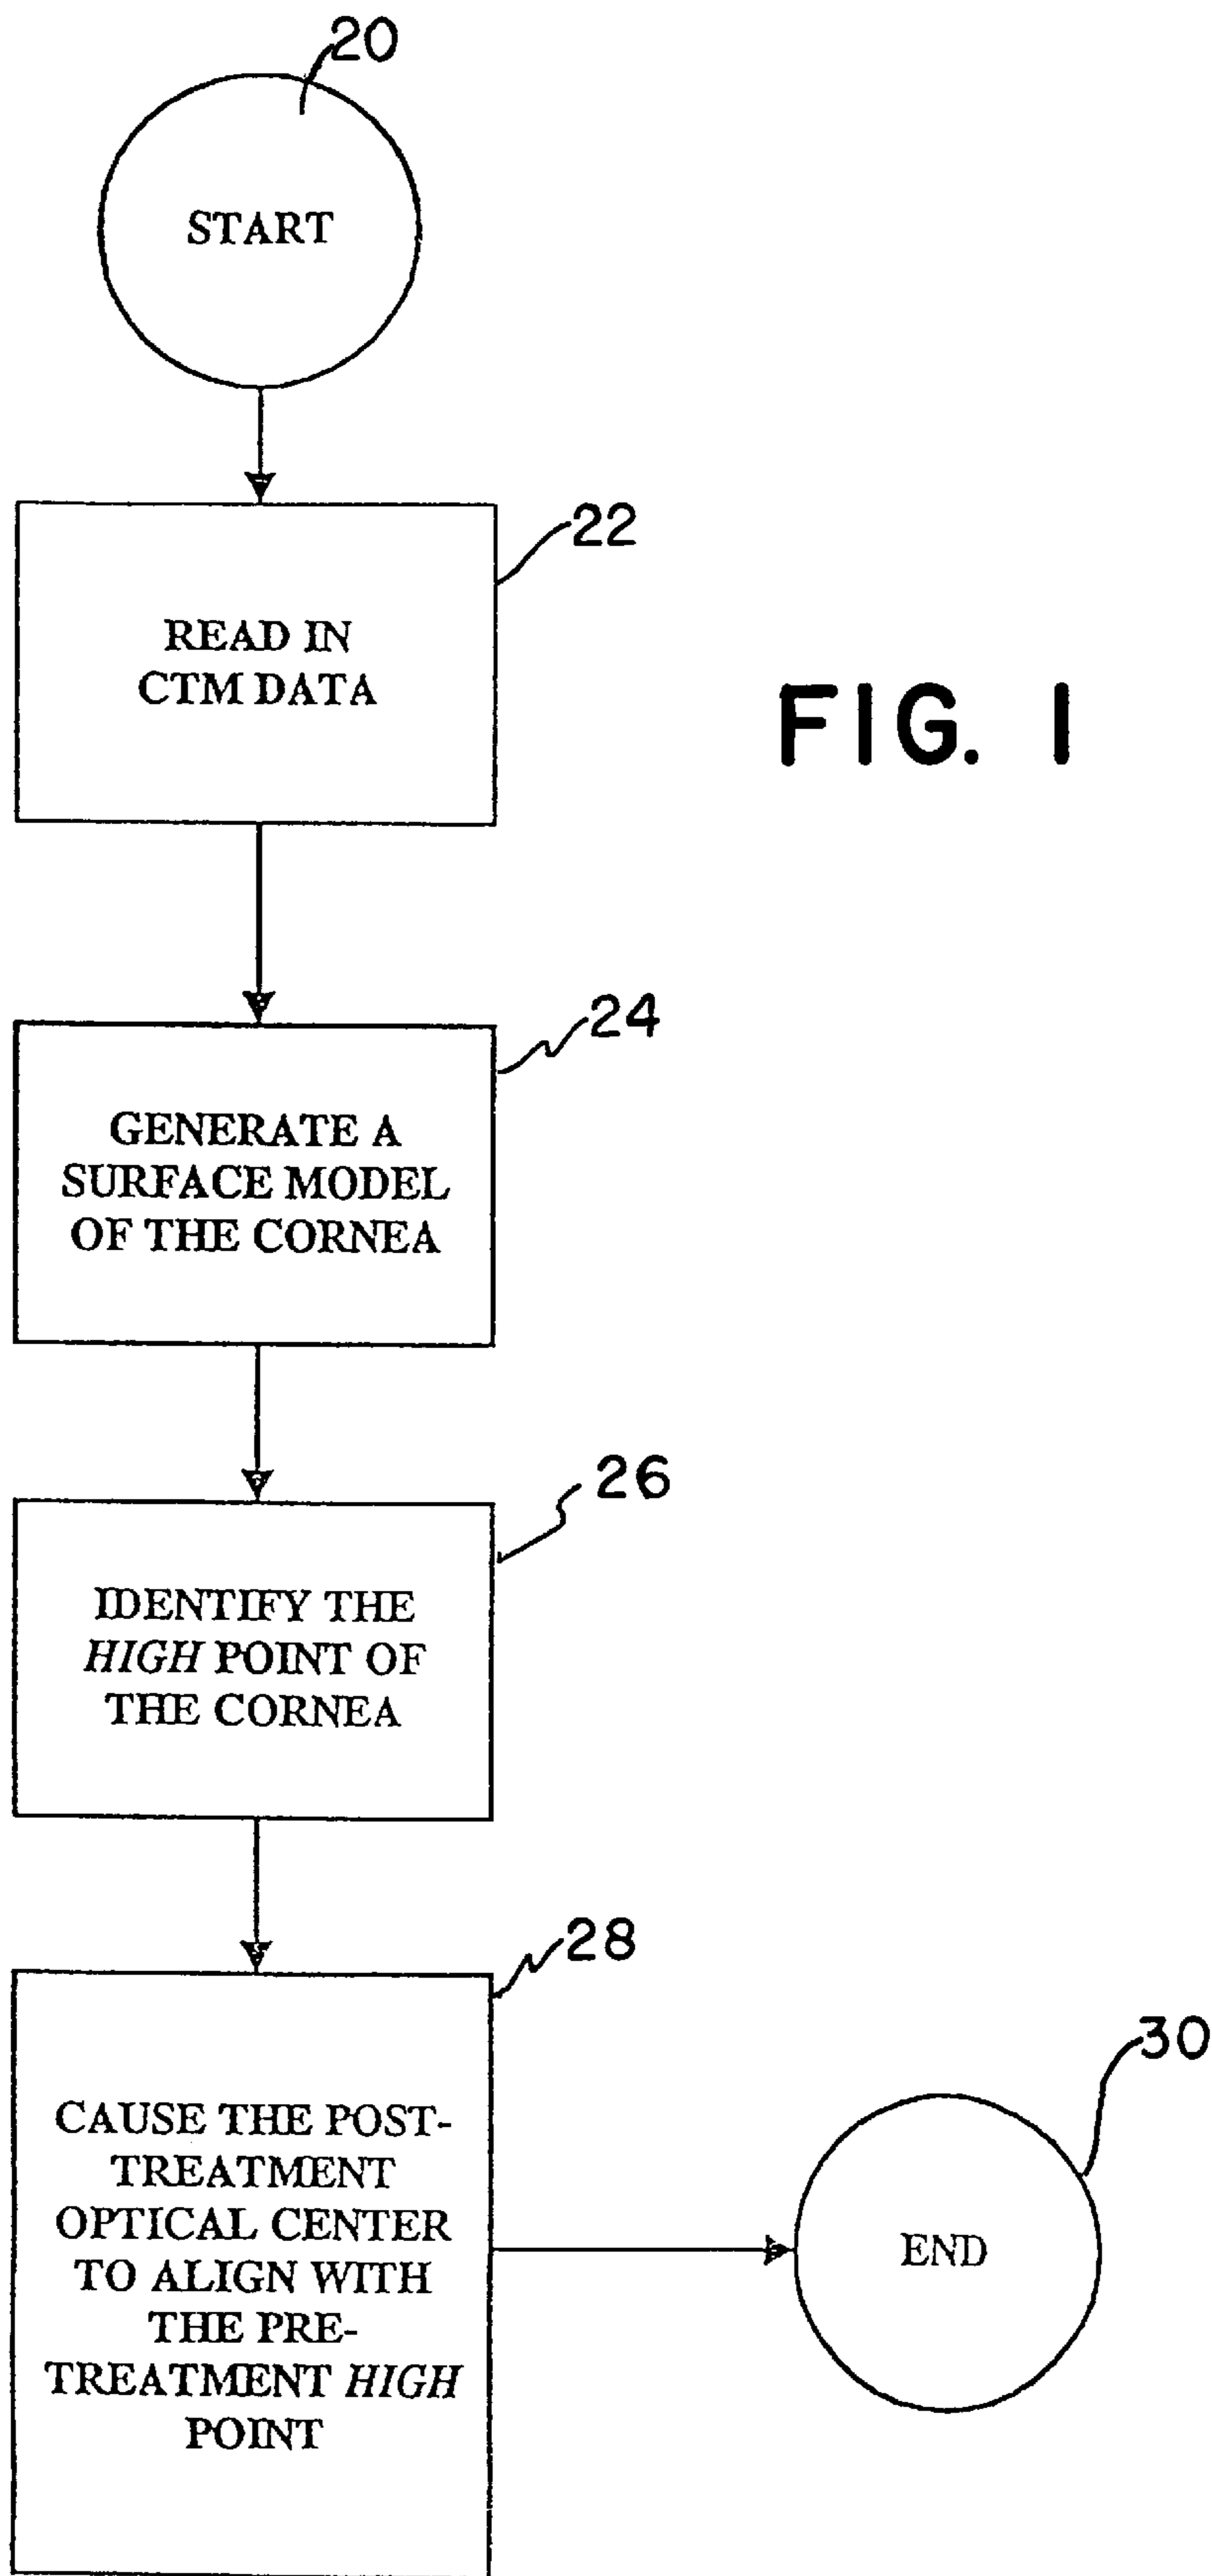 20
START
22
READ IN
CTM DATA
FIG. 1
24
GENERATE A
SURFACE MODEL
OF THE CORNEA
26
IDENTIFY THE
HIGH POINT OF
THE CORNEA
28
CAUSE THE POST-
TREATMENT
OPTICAL CENTER
TO ALIGN WITH
THE PRE-
TREATMENT HIGH
POINT
30
END